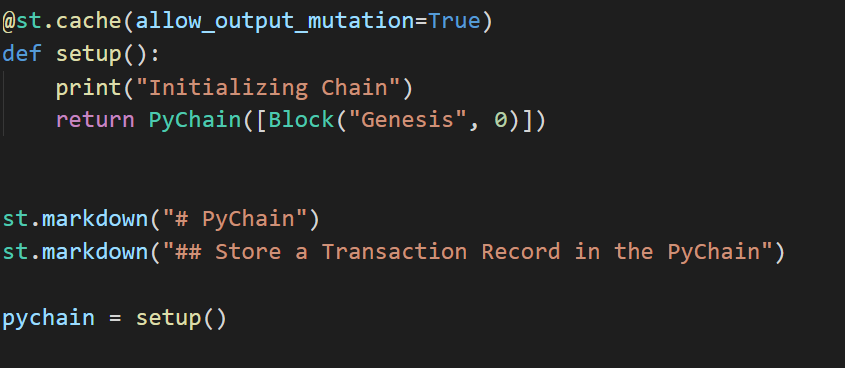 @st.cache(allow_output_mutation=True)
def setup():
    print("Initializing Chain")
    return PyChain([Block("Genesis", 0)])
st.markdown("# PyChain")
st.markdown("## Store a Transaction Record in the PyChain")
pychain = setup()